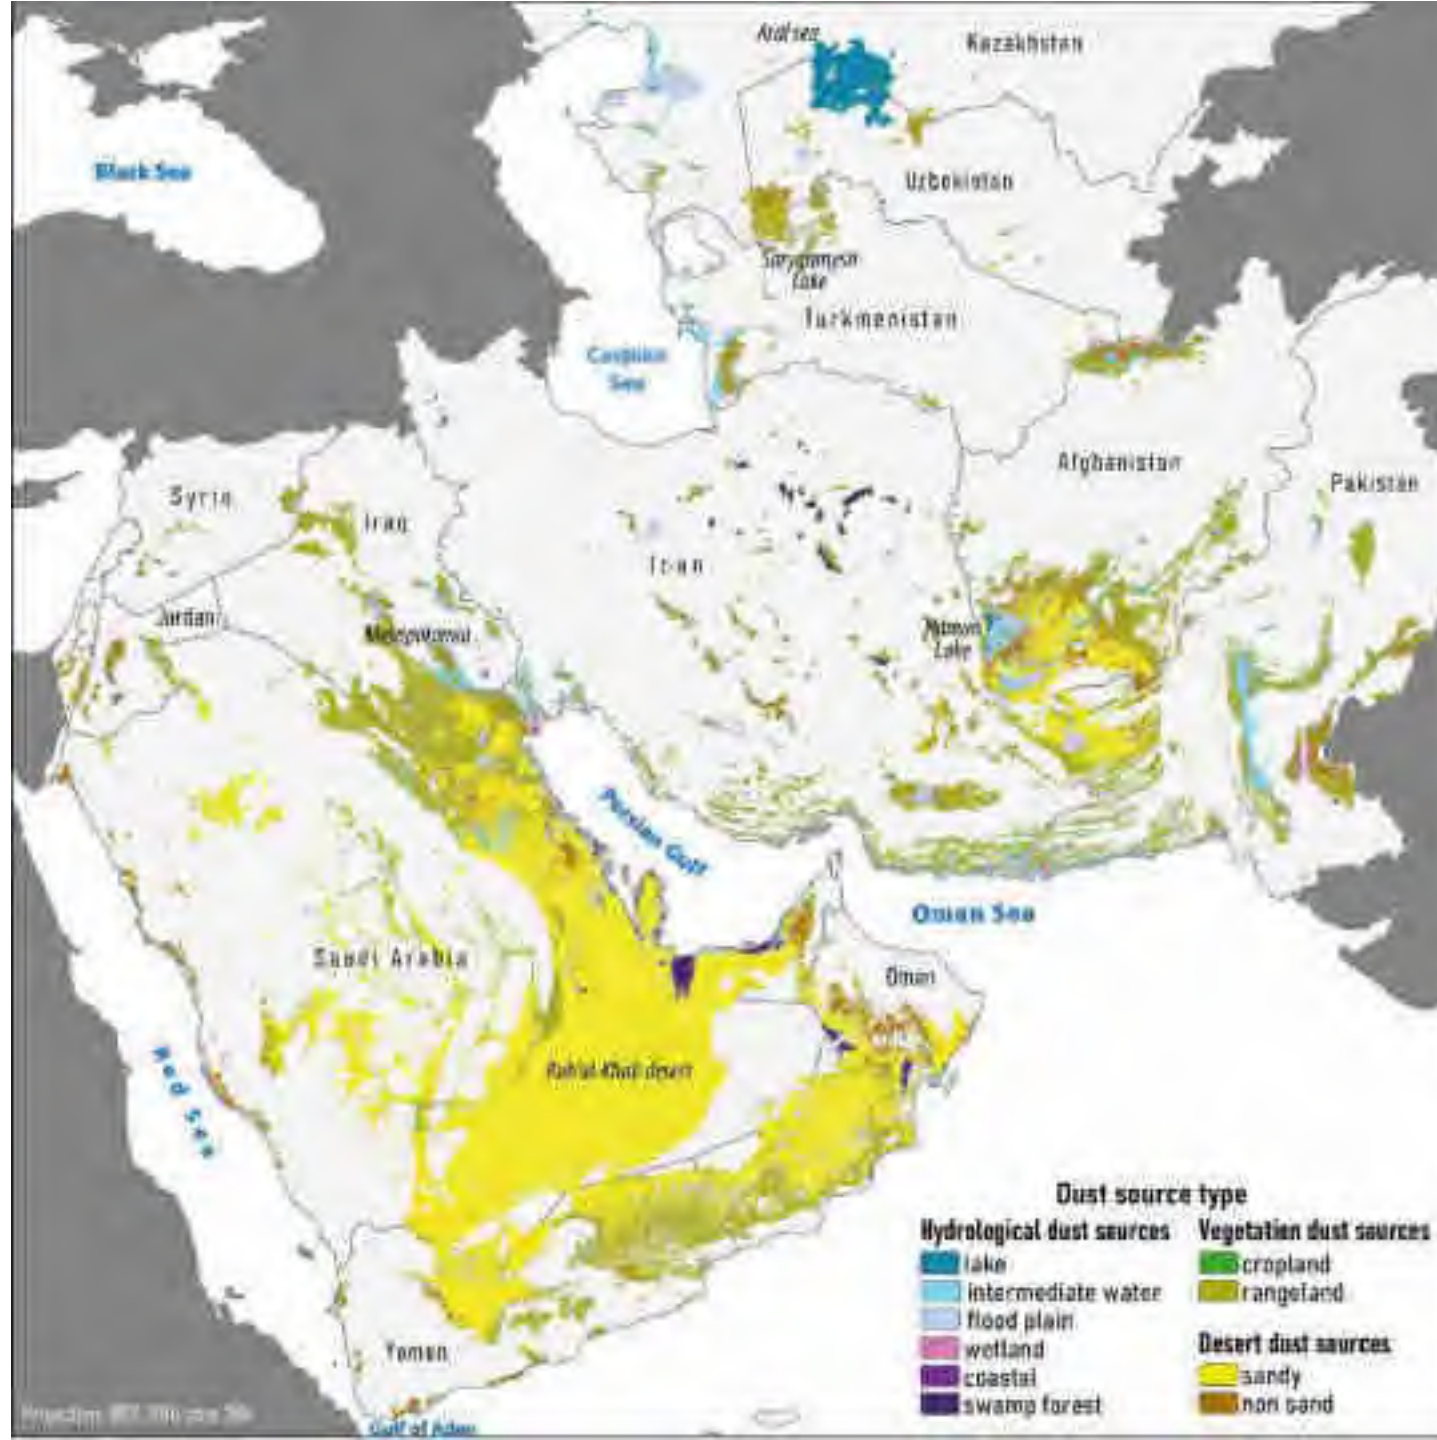 Aral sea
Kazakhstan
Black Sea
Uzbekistan
Sarygamesh
Lake
Turkmenistan
Caspian
Sea
Afghanistan
Pakistan
Syria
Iraq
Iran
Jordan
Mesopotamia
Lake
Persian Gulf
Oman Sea
Saudi Arabia
Oman
Rub'al-Khali desert
Red Sea
Yemen
Gulf of Aden
Dust source type
Hydrological dust sources
lake
intermediate water
flood plain
wetland
coastal
swamp forest
Vegetation dust sources
cropland
rangeland
Desert dust sources
sandy
non sand